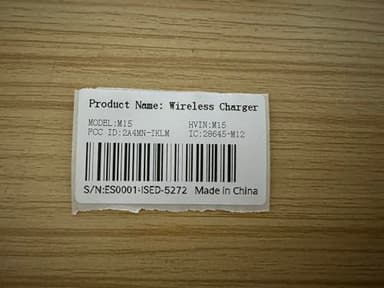 Product Name: Wireless Charger
MODEL:M15 HVIN:M15
FCC ID:2A4MN-IKLM IC:28645-M12
S/N:ES0001-ISED-5272 Made in China